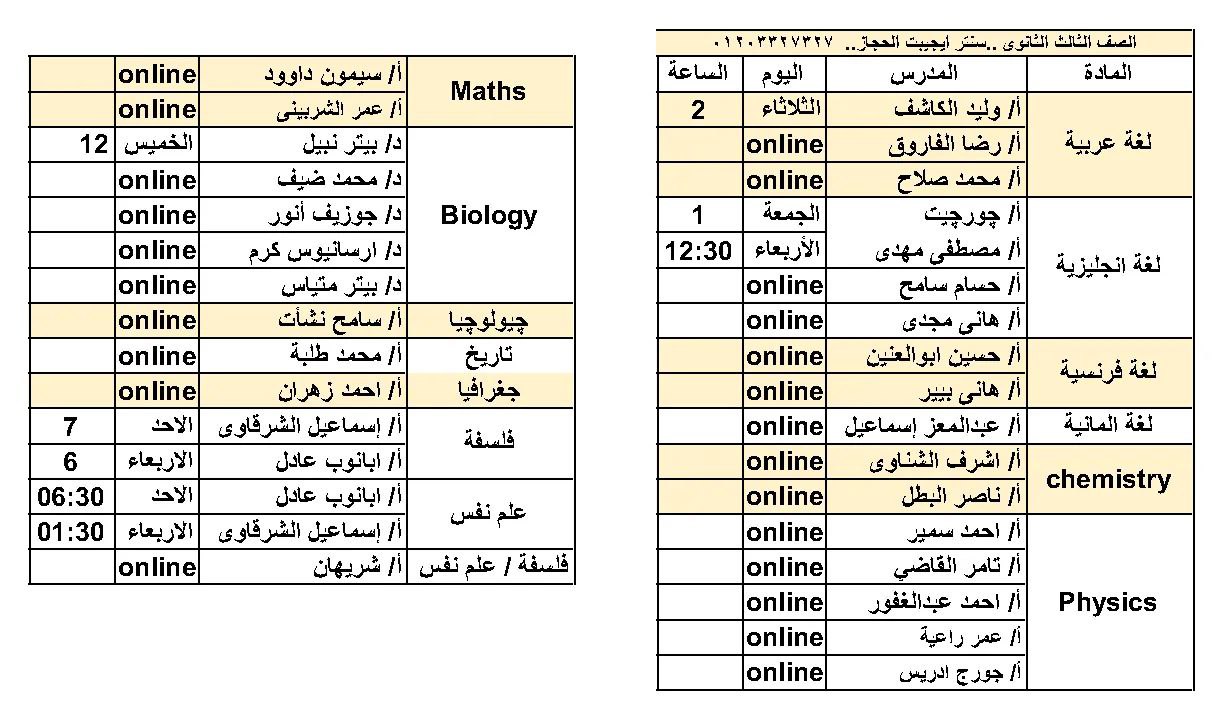 الصف الثالث الثانوى ..سنتر ايجيبت الحجاز.. ٠١٢٠٣٣٢٧٣٢٧
المادة المدرس اليوم الساعة
لغة عربية
أ/ وليد الكاشف الثلاثاء 2
أ/ رضا الفاروق online
أ/ محمد صلاح online
لغة انجليزية
أ/ چورچيت الجمعة 1
أ/ مصطفى مهدى الأربعاء 12:30
أ/ حسام سامح online
أ/ هانى مجدى online
لغة فرنسية
أ/ حسين ابوالعنين online
أ/ هانى بيير online
لغة المانية أ/ عبدالمعز إسماعيل online
chemistry
أ/ اشرف الشناوى online
أ/ ناصر البطل online
Physics
أ/ احمد سمير online
أ/ تامر القاضي online
أ/ احمد عبدالغفور online
أ/ عمر راعية online
أ/ جورج ادريس online
Maths
أ/ سيمون داوود online
أ/ عمر الشربينى online
Biology
د/ بيتر نبيل الخميس 12
د/ محمد ضيف online
د/ جوزيف أنور online
د/ ارسانيوس كرم online
د/ بيتر متياس online
چيولوچيا أ/ سامح نشأت online
تاريخ أ/ محمد طلبة online
جغرافيا أ/ احمد زهران online
فلسفة
أ/ إسماعيل الشرقاوى الاحد 7
أ/ ابانوب عادل الاربعاء 6
علم نفس
أ/ ابانوب عادل الاحد 06:30
أ/ إسماعيل الشرقاوى الاربعاء 01:30
فلسفة / علم نفس أ/ شريهان online